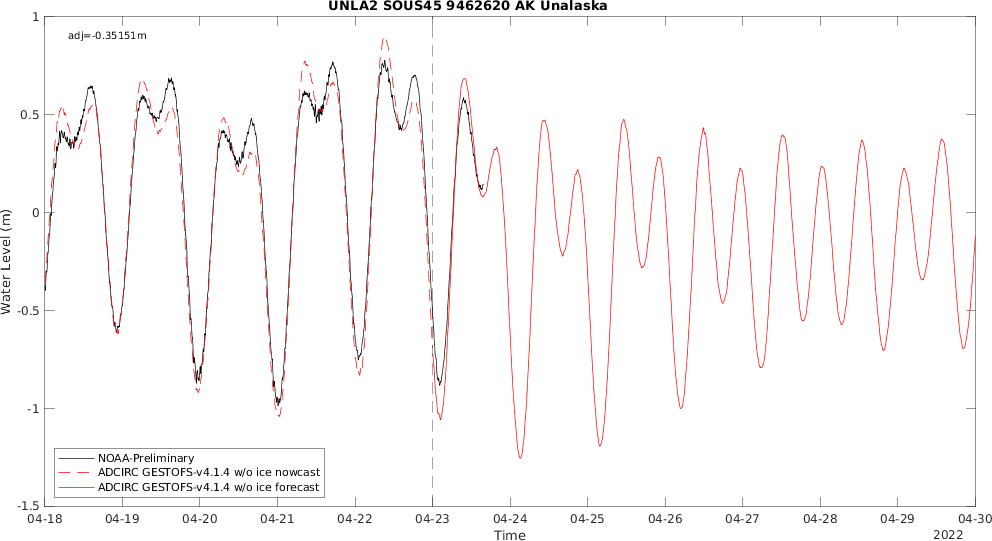 UNLA2 SOUS45 9462620 AK Unalaska
adj=-0.35151m
1
0.5
0
-0.5
-1
-1.5
Water Level (m)
NOAA-Preliminary
ADCIRC GESTOFS-v4.1.4 w/o ice nowcast
ADCIRC GESTOFS-v4.1.4 w/o ice forecast
04-18 04-19 04-20 04-21 04-22 04-23 04-24 04-25 04-26 04-27 04-28 04-29 04-30
Time
2022